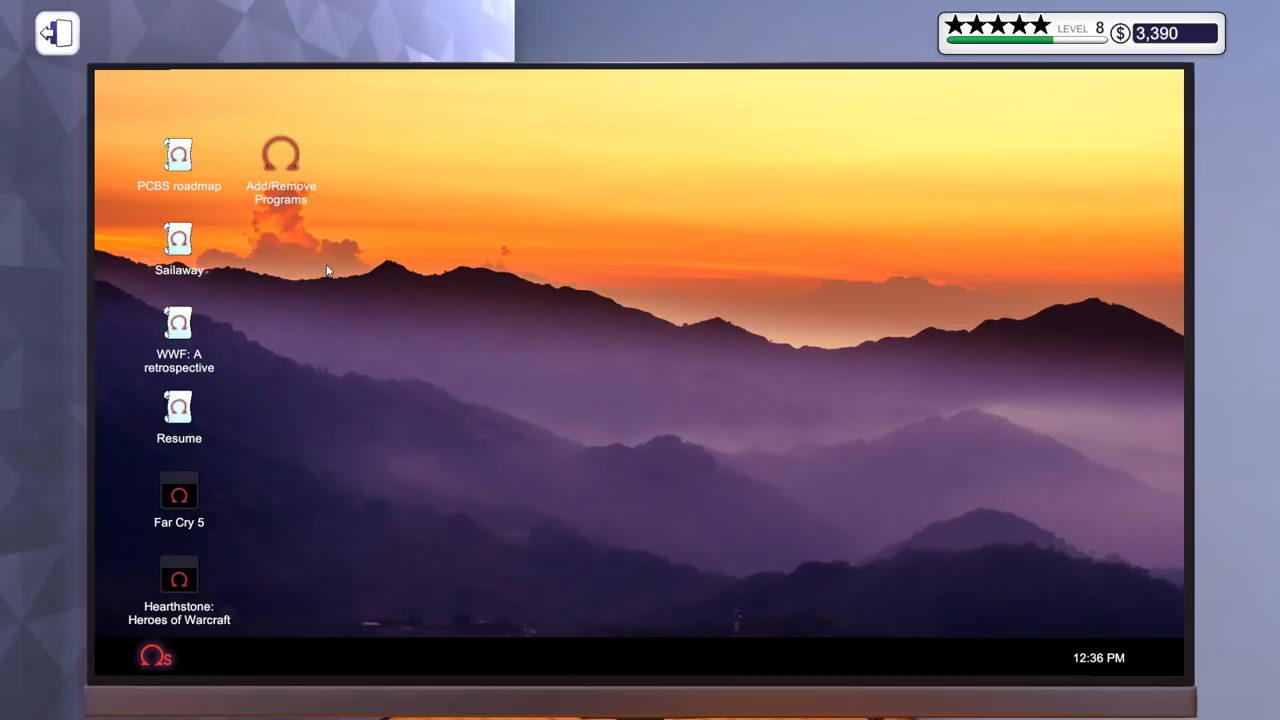 LEVEL 8
$ 3,390
PCBS roadmap
Add/Remove
Programs
Sailaway
WWF: A
retrospective
Resume
Far Cry 5
Hearthstone:
Heroes of Warcraft
Ωs
12:36 PM